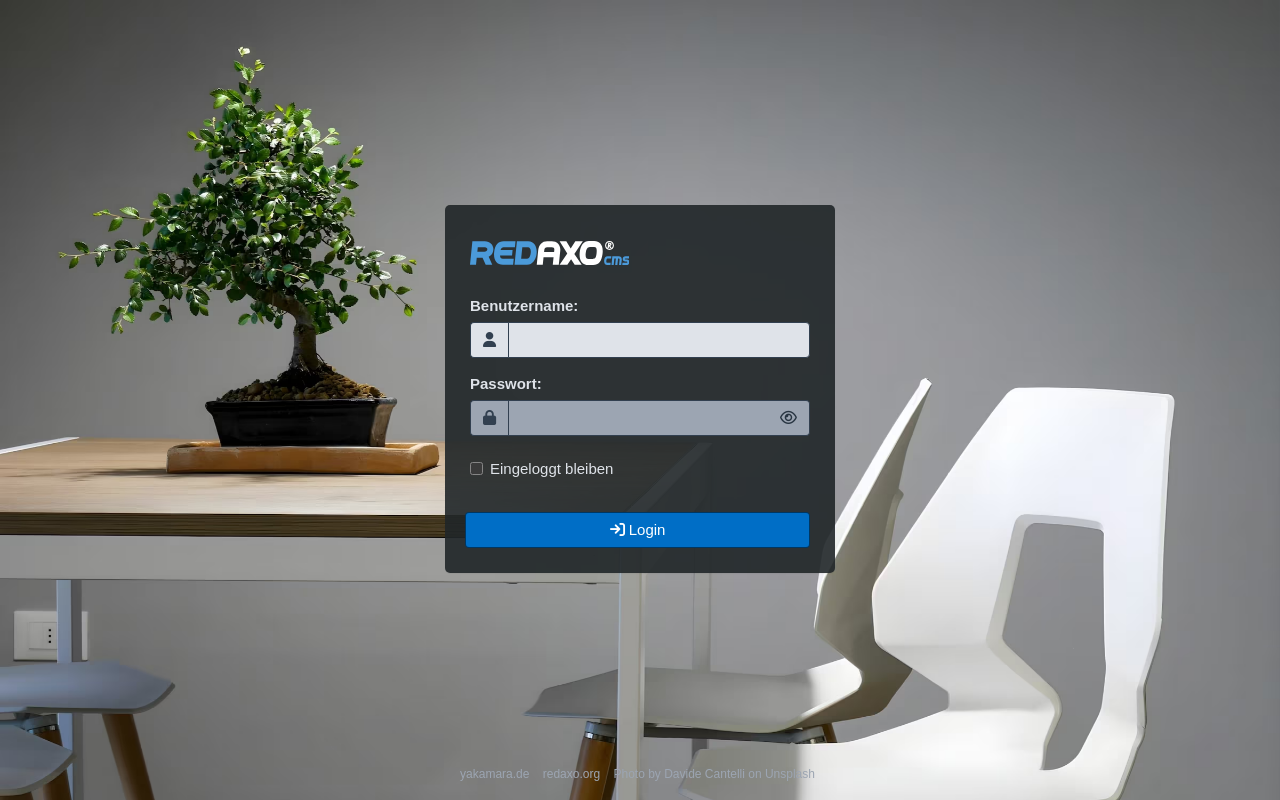 REDAXO® cms
Benutzername:
Passwort:
Eingeloggt bleiben
Login
yakamara.de redaxo.org Photo by Davide Cantelli on Unsplash